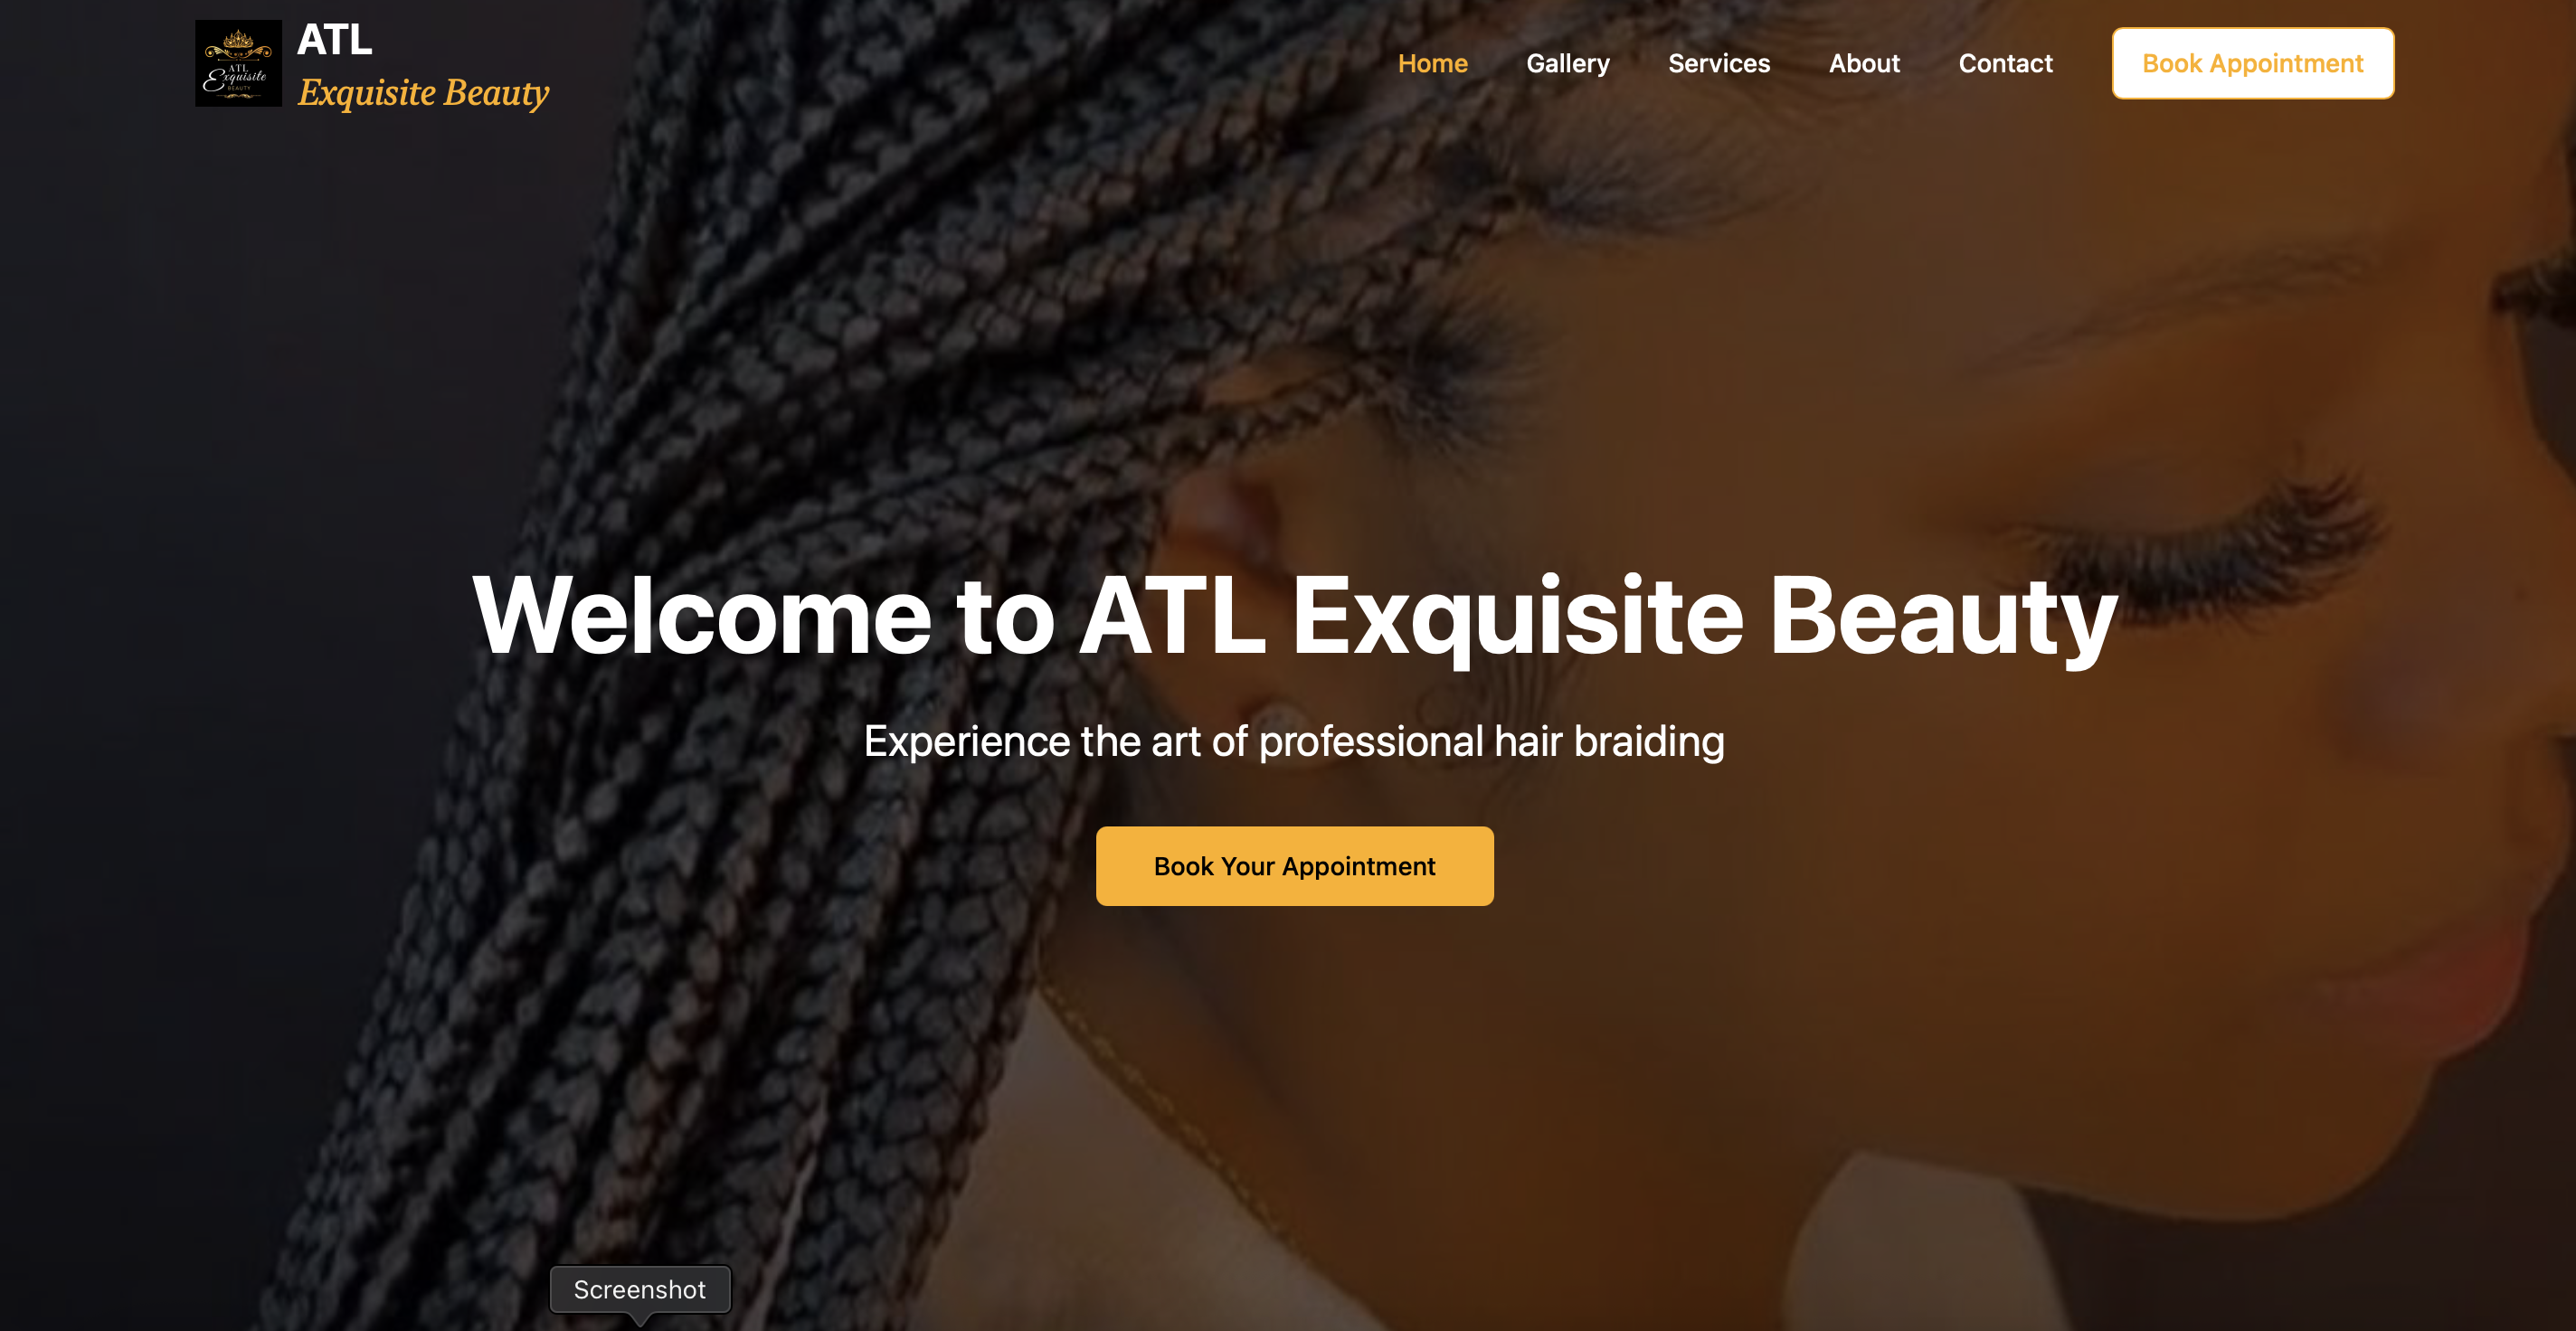 ATL
Exquisite
BEAUTY
ATL
Exquisite Beauty
Home Gallery Services About Contact Book Appointment
Welcome to ATL Exquisite Beauty
Experience the art of professional hair braiding
Book Your Appointment
Screenshot